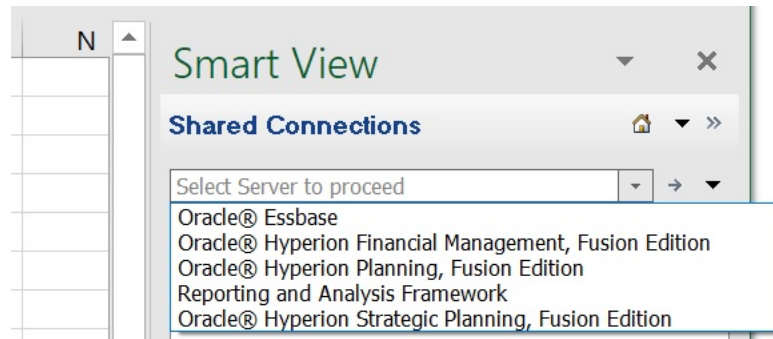 N
Smart View
Shared Connections
Select Server to proceed
Oracle® Essbase
Oracle® Hyperion Financial Management, Fusion Edition
Oracle® Hyperion Planning, Fusion Edition
Reporting and Analysis Framework
Oracle® Hyperion Strategic Planning, Fusion Edition